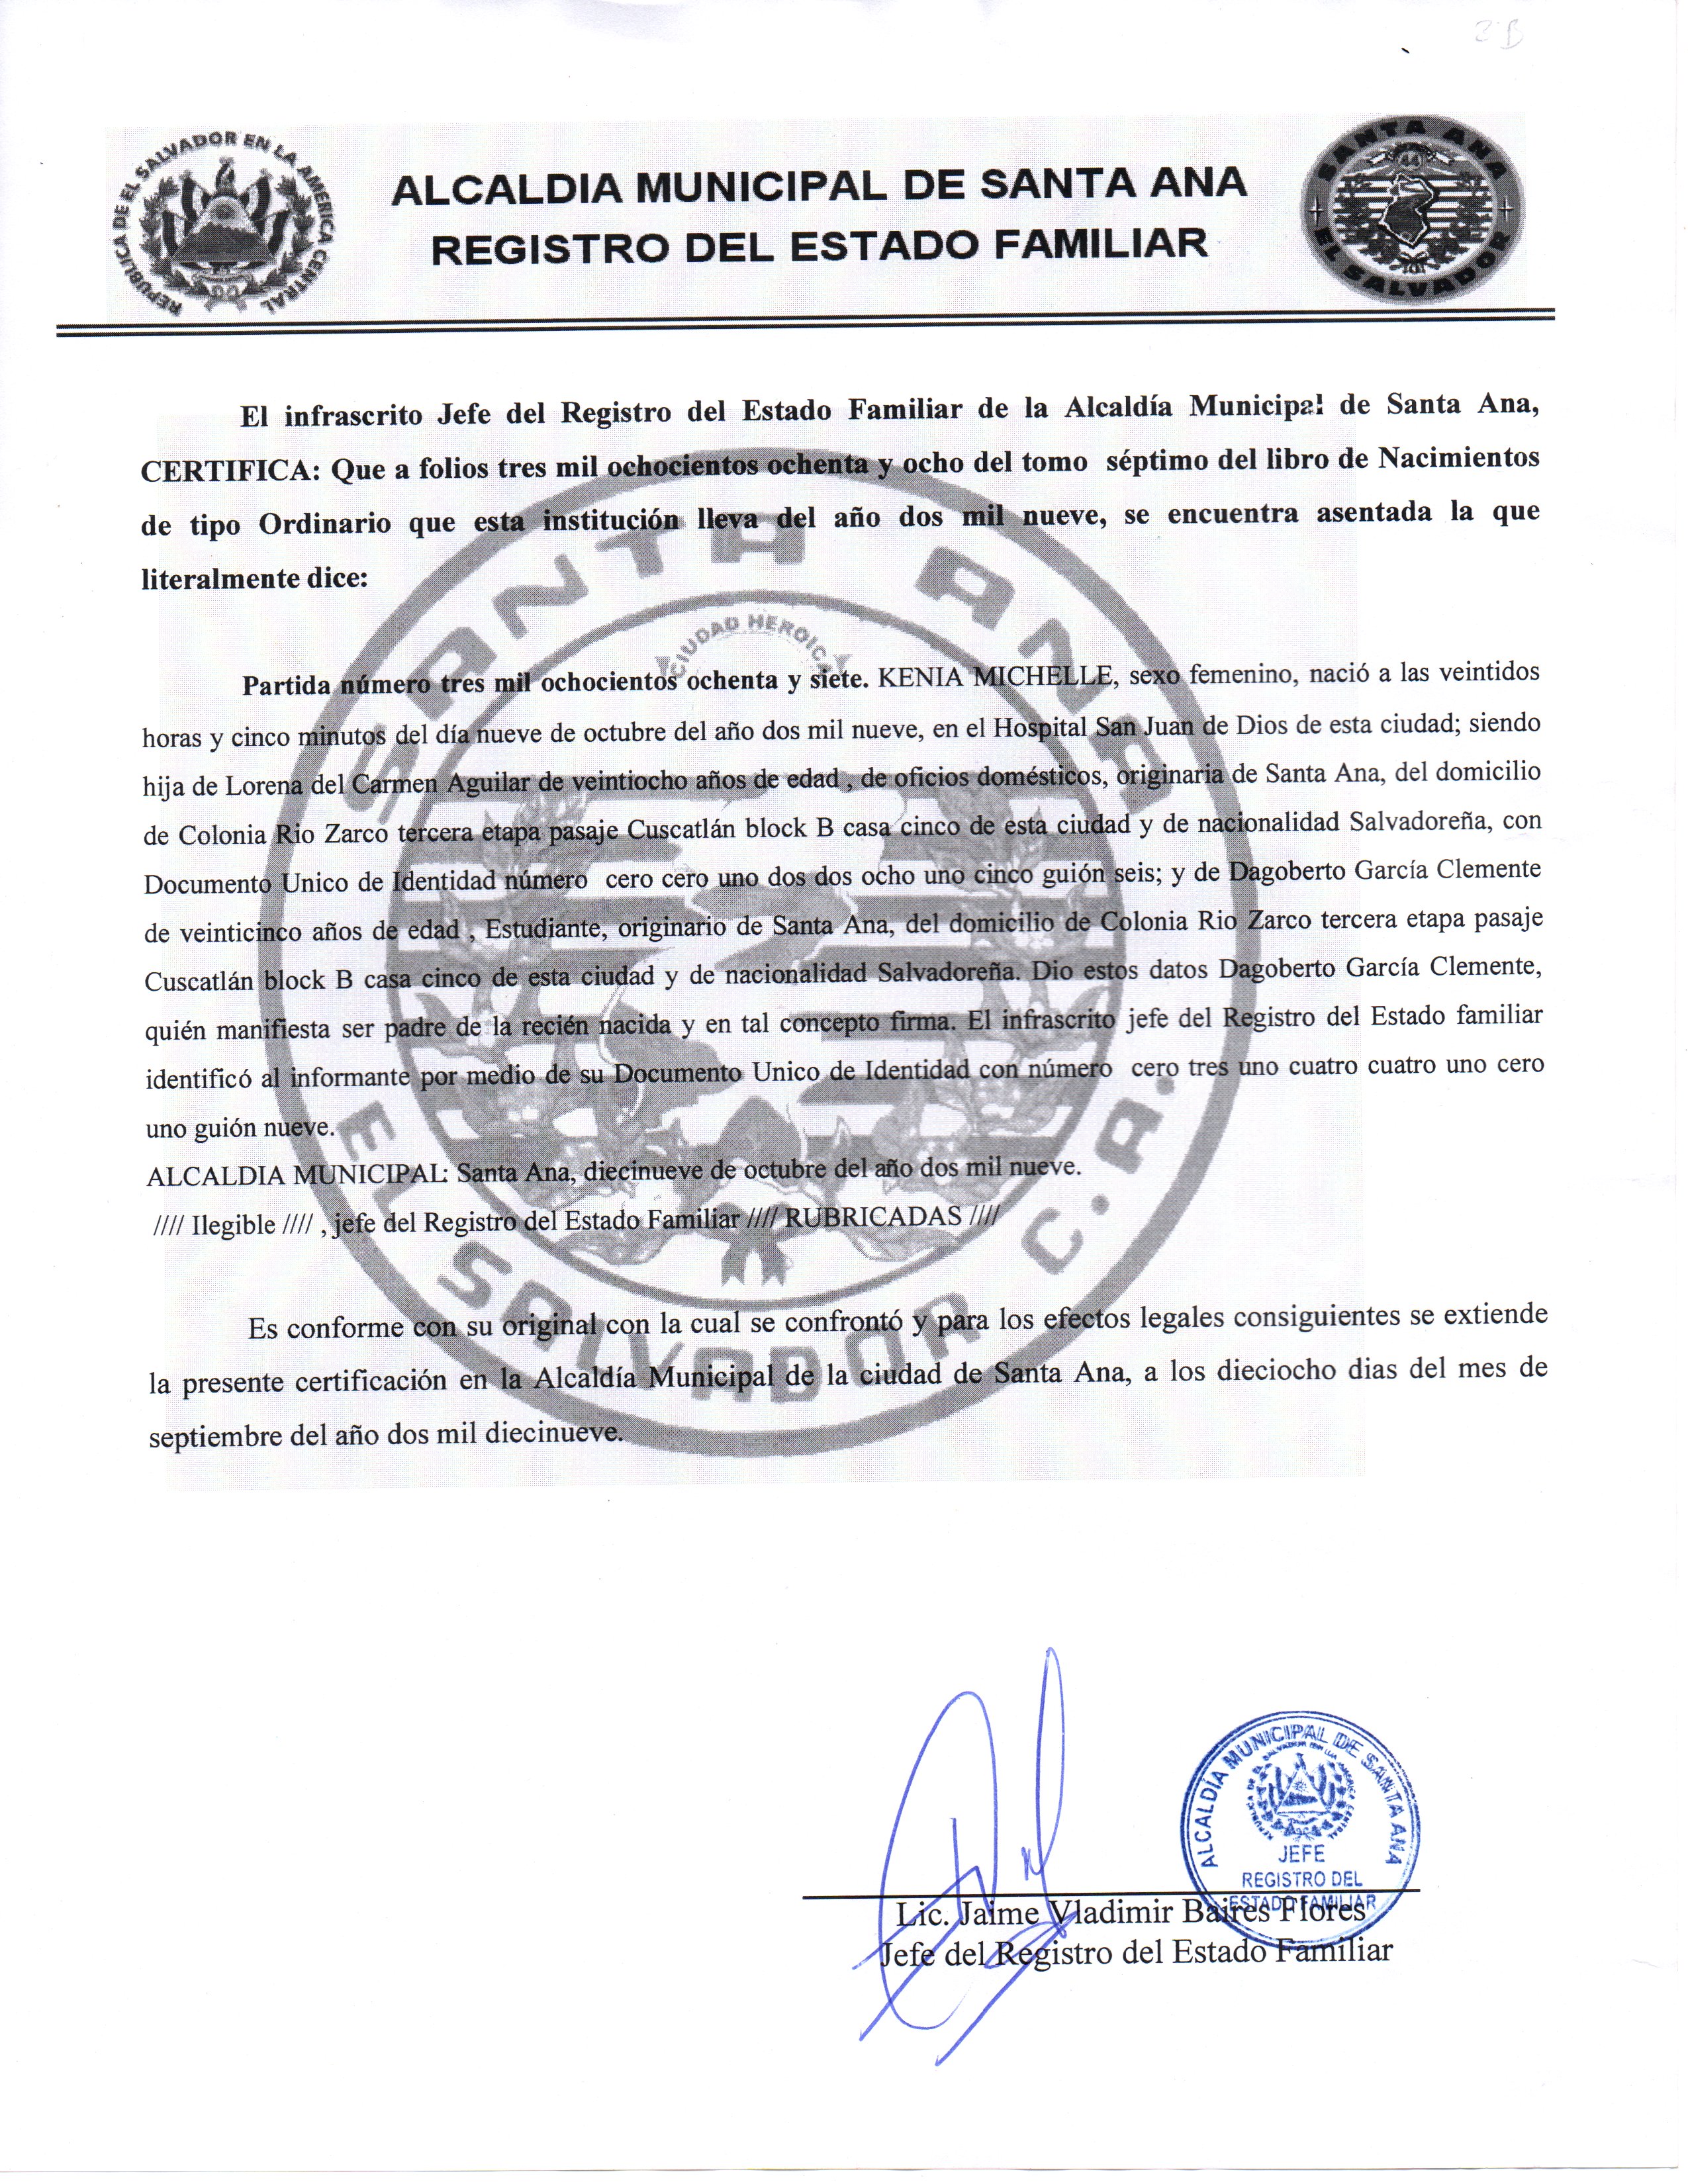 2 B
REPUBLICA DE EL SALVADOR EN LA AMERICA CENTRAL
ALCALDIA MUNICIPAL DE SANTA ANA
REGISTRO DEL ESTADO FAMILIAR
SANTA ANA
44
EL SALVADOR
El infrascrito Jefe del Registro del Estado Familiar de la Alcaldía Municipal de Santa Ana,
CERTIFICA: Que a folios tres mil ochocientos ochenta y ocho del tomo séptimo del libro de Nacimientos
de tipo Ordinario que esta institución lleva del año dos mil nueve, se encuentra asentada la que
literalmente dice:
SANTA ANA
CIUDAD HEROICA
EL SALVADOR C.A.
Partida número tres mil ochocientos ochenta y siete. KENIA MICHELLE, sexo femenino, nació a las veintidos
horas y cinco minutos del día nueve de octubre del año dos mil nueve, en el Hospital San Juan de Dios de esta ciudad; siendo
hija de Lorena del Carmen Aguilar de veintiocho años de edad , de oficios domésticos, originaria de Santa Ana, del domicilio
de Colonia Rio Zarco tercera etapa pasaje Cuscatlán block B casa cinco de esta ciudad y de nacionalidad Salvadoreña, con
Documento Unico de Identidad número cero cero uno dos dos ocho uno cinco guión seis; y de Dagoberto García Clemente
de veinticinco años de edad , Estudiante, originario de Santa Ana, del domicilio de Colonia Rio Zarco tercera etapa pasaje
Cuscatlán block B casa cinco de esta ciudad y de nacionalidad Salvadoreña. Dio estos datos Dagoberto García Clemente,
quién manifiesta ser padre de la recién nacida y en tal concepto firma. El infrascrito jefe del Registro del Estado familiar
identificó al informante por medio de su Documento Unico de Identidad con número cero tres uno cuatro cuatro uno cero
uno guión nueve.
ALCALDIA MUNICIPAL: Santa Ana, diecinueve de octubre del año dos mil nueve.
//// Ilegible //// , jefe del Registro del Estado Familiar //// RUBRICADAS ////
Es conforme con su original con la cual se confrontó y para los efectos legales consiguientes se extiende
la presente certificación en la Alcaldía Municipal de la ciudad de Santa Ana, a los dieciocho dias del mes de
septiembre del año dos mil diecinueve.
ALCALDÍA MUNICIPAL DE SANTA ANA
REPUBLICA DE EL SALVADOR EN LA AMERICA CENTRAL
JEFE
REGISTRO DEL
ESTADO FAMILIAR
Lic. Jaime Vladimir Baires Flores
Jefe del Registro del Estado Familiar